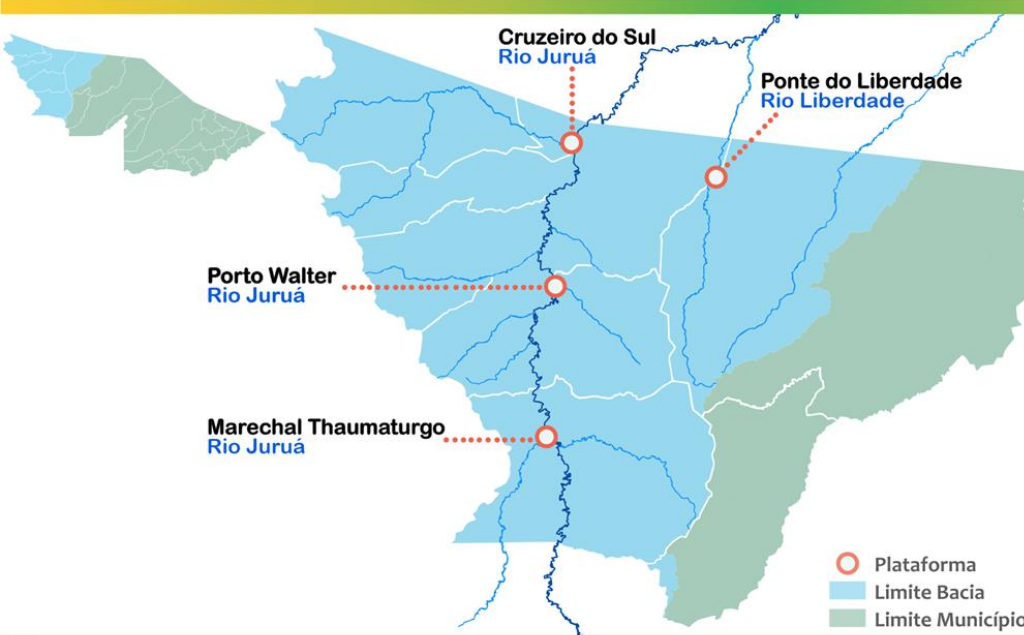 Cruzeiro do Sul
Rio Juruá
Ponte do Liberdade
Rio Liberdade
Porto Walter
Rio Juruá
Marechal Thaumaturgo
Rio Juruá
Plataforma
Limite Bacia
Limite Município